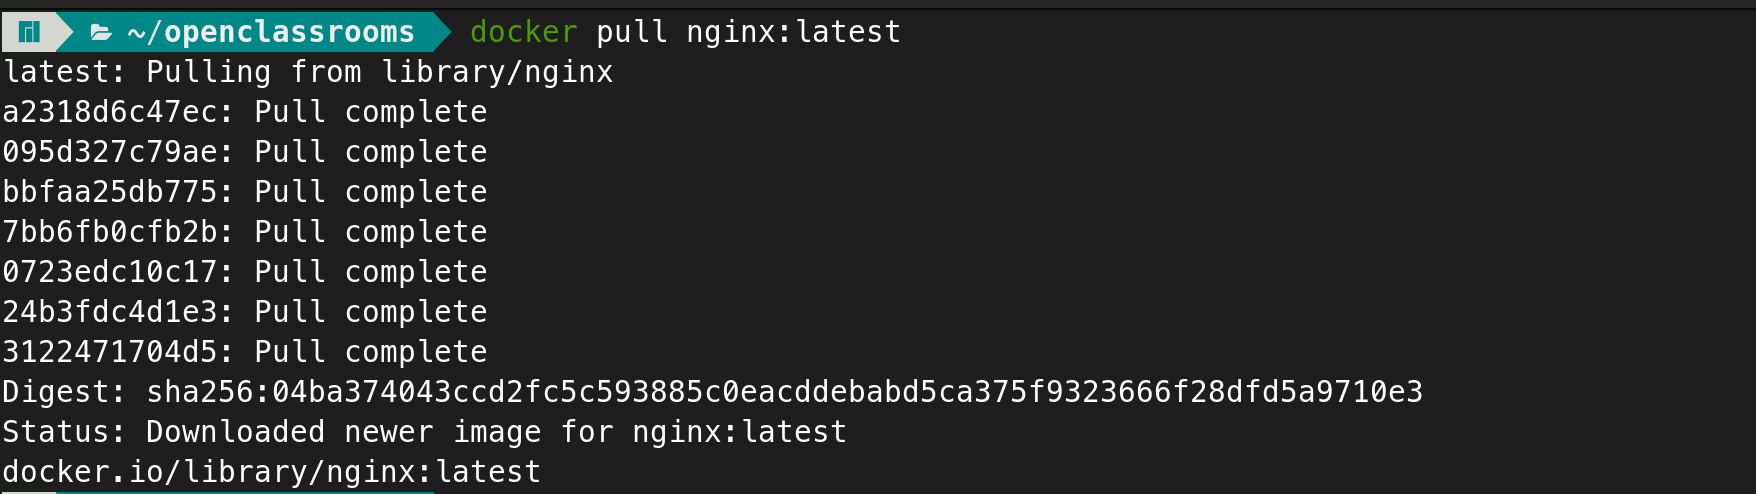 ~/openclassrooms docker pull nginx:latest
latest: Pulling from library/nginx
a2318d6c47ec: Pull complete
095d327c79ae: Pull complete
bbfaa25db775: Pull complete
7bb6fb0cfb2b: Pull complete
0723edc10c17: Pull complete
24b3fdc4d1e3: Pull complete
3122471704d5: Pull complete
Digest: sha256:04ba374043ccd2fc5c593885c0eacddebabd5ca375f9323666f28dfd5a9710e3
Status: Downloaded newer image for nginx:latest
docker.io/library/nginx:latest